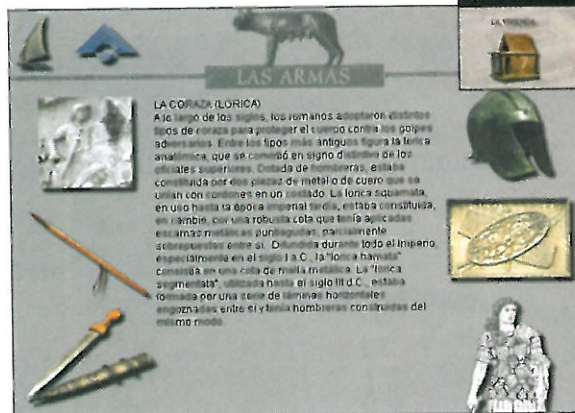 LA VIVIENDA
LAS ARMAS
LA CORAZA (LORICA)
A lo largo de los siglos, los romanos adoptaron distintos
tipos de coraza para proteger el cuerpo contra los golpes
adversarios. Entre los tipos más antiguos figura la lorica
anatómica, que se convirtió en signo distintivo de los
oficiales superiores. Dotada de hombreras, estaba
constituida por dos piezas de metal o de cuero que se
unían con cordones en un costado. La lorica squamata,
en uso hasta la época imperial tardía, estaba constituida,
en cambio, por una robusta cota que tenía aplicadas
escamas metálicas puntiagudas, parcialmente
sobrepuestas entre sí. Difundida durante todo el Imperio,
especialmente en el siglo I a.C., la "lorica hamata"
consistía en una cota de malla metálica. La "lorica
segmentata", utilizada hasta el siglo III d.C., estaba
formada por una serie de láminas horizontales
engoznadas entre sí y tenía hombreras construidas del
mismo modo.